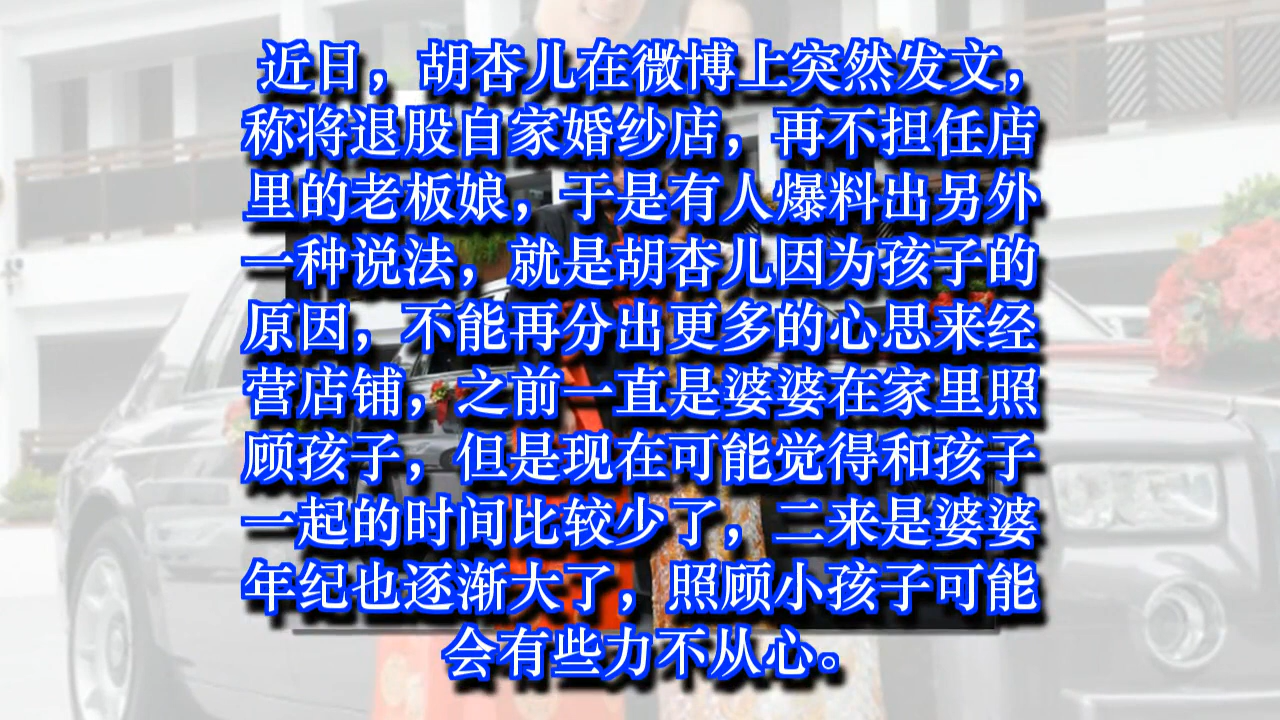 近日，胡杏儿在微博上突然发文，
称将退股自家婚纱店，再不担任店
里的老板娘，于是有人爆料出另外
一种说法，就是胡杏儿因为孩子的
原因，不能再分出更多的心思来经
营店铺，之前一直是婆婆在家里照
顾孩子，但是现在可能觉得和孩子
一起的时间比较少了，二来是婆婆
年纪也逐渐大了，照顾小孩子可能
会有些力不从心。